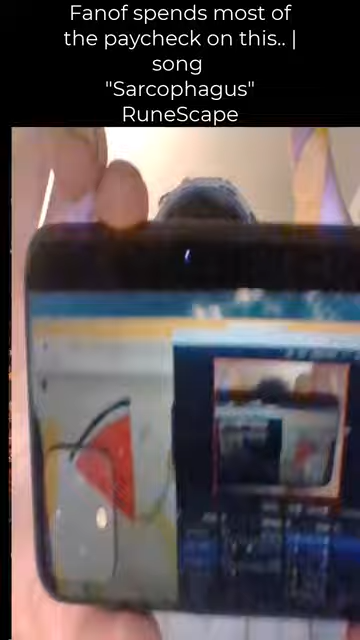 Fanof spends most of
the paycheck on this.. |
song
"Sarcophagus"
RuneScape